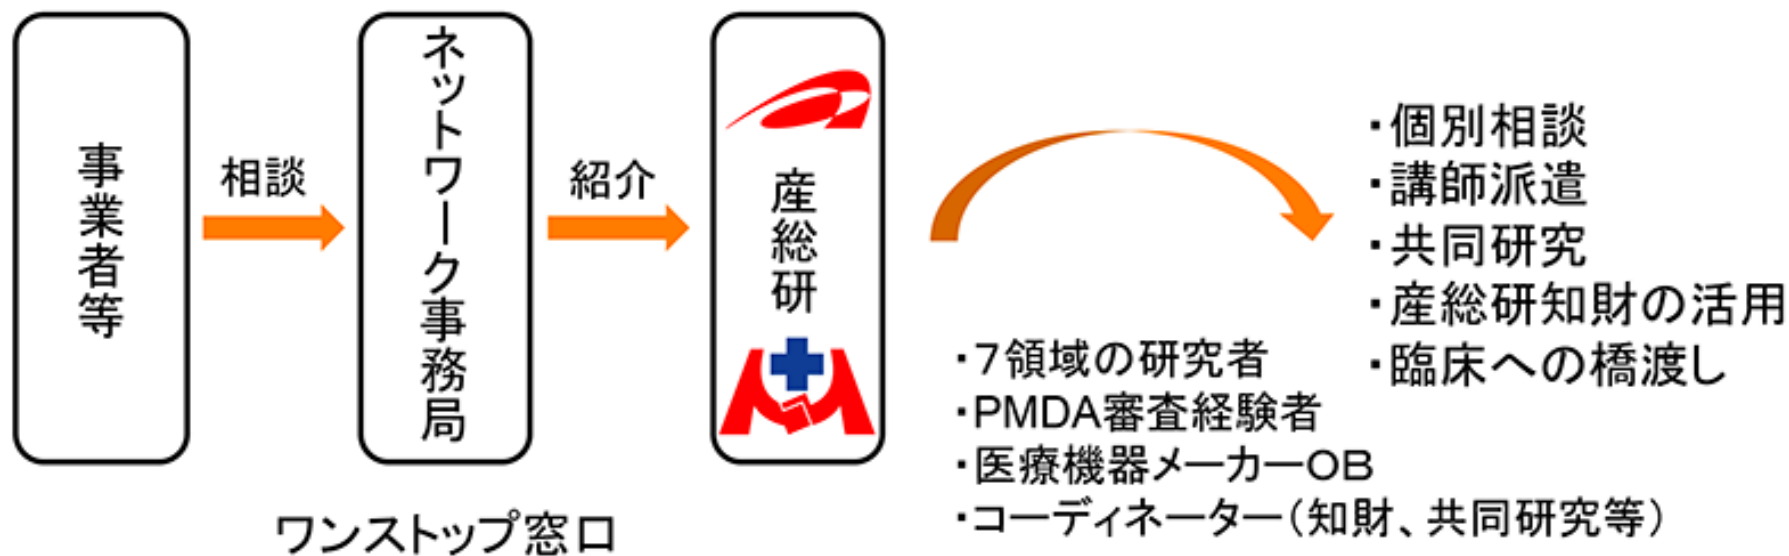 事業者等
相談
ネットワーク事務局
紹介
産総研
ワンストップ窓口
・7領域の研究者
・PMDA審査経験者
・医療機器メーカーOB
・コーディネーター（知財、共同研究等）
・個別相談
・講師派遣
・共同研究
・産総研知財の活用
・臨床への橋渡し